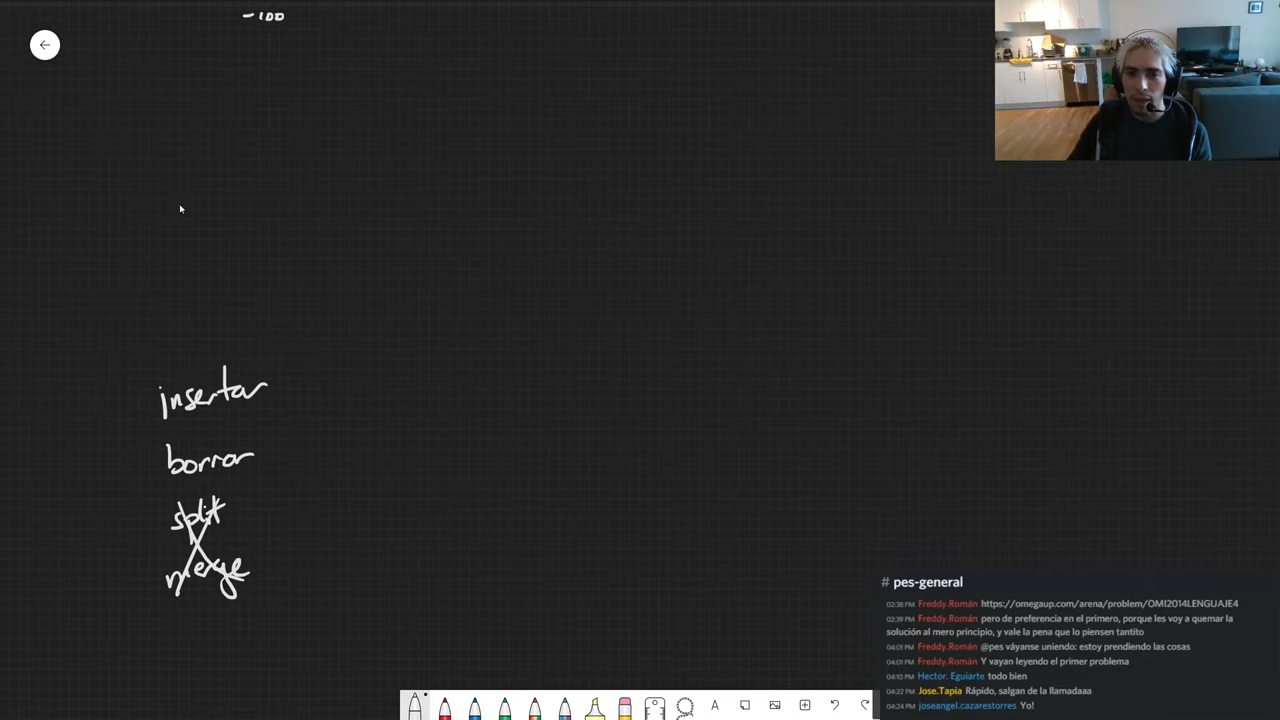 -100
insertar
borrar
split
merge
# pes-general
02:38 PM Freddy.Román https://omegaup.com/arena/problem/OMI2014LENGUAJE4
02:39 PM Freddy.Román pero de preferencia en el primero, porque les voy a quemar la
solución al mero principio, y vale la pena que lo piensen tantito
04:01 PM Freddy.Román @pes váyanse uniendo: estoy prendiendo las cosas
04:01 PM Freddy.Román Y vayan leyendo el primer problema
04:10 PM Hector. Eguiarte todo bien
04:22 PM Jose.Tapia Rápido, salgan de la llamadaaa
04:24 PM joseangel.cazarestorres Yo!